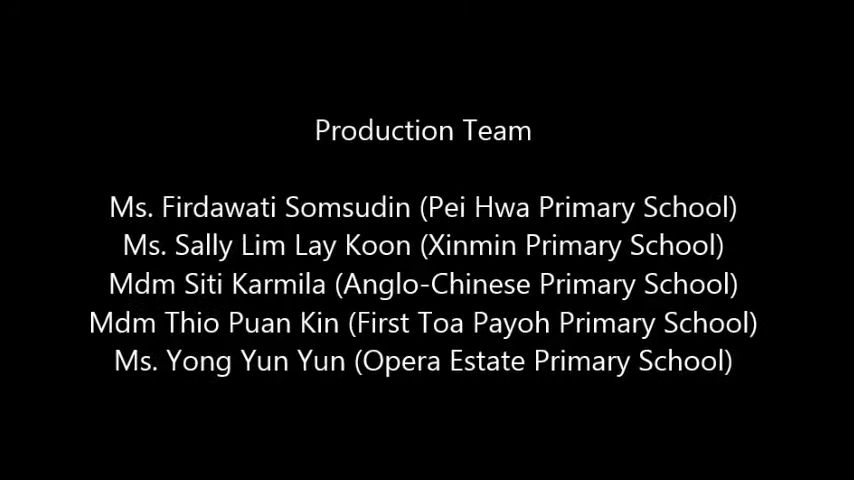 Production Team
Ms. Firdawati Somsudin (Pei Hwa Primary School)
Ms. Sally Lim Lay Koon (Xinmin Primary School)
Mdm Siti Karmila (Anglo-Chinese Primary School)
Mdm Thio Puan Kin (First Toa Payoh Primary School)
Ms. Yong Yun Yun (Opera Estate Primary School)